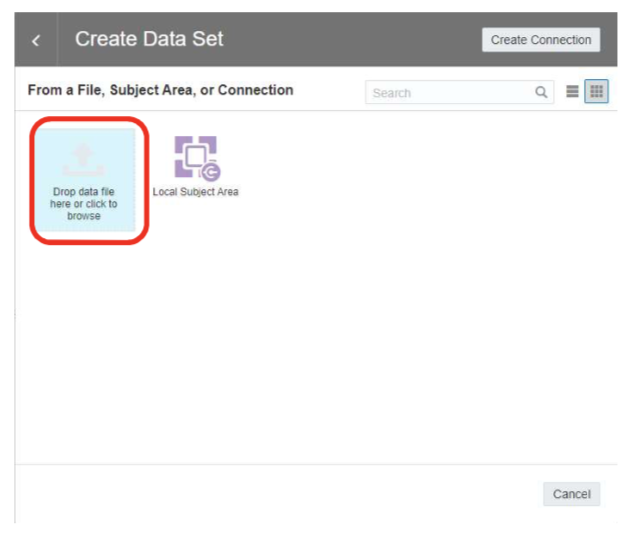 Create Data Set
Create Connection
From a File, Subject Area, or Connection
Search
Drop data file
here or click to
browse
Local Subject Area
Cancel